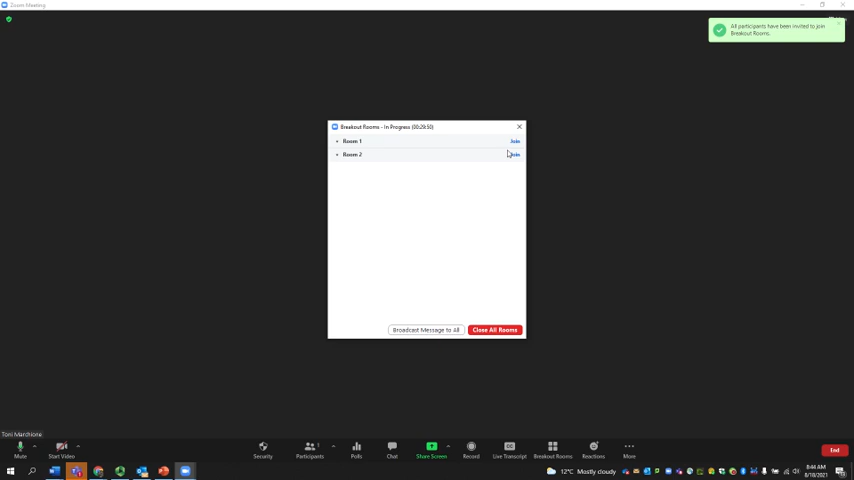 Zoom Meeting
All participants have been invited to join
Breakout Rooms.
Breakout Rooms - In Progress (00:29:50)
Room 1 Join
Room 2 Join
Broadcast Message to All Close All Rooms
Toni Marchione
1
Mute Start Video Security Participants Polls Chat Share Screen Record Live Transcript Breakout Rooms Reactions More End
12°C Mostly cloudy
8:44 AM
8/18/2021